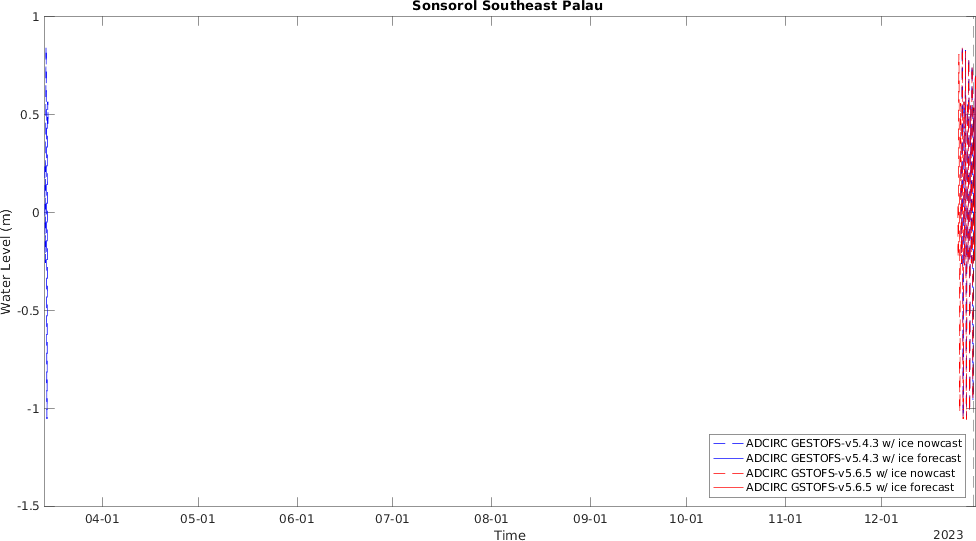 Sonsorol Southeast Palau
1
0.5
0
-0.5
-1
-1.5
Water Level (m)
04-01 05-01 06-01 07-01 08-01 09-01 10-01 11-01 12-01
Time
2023
ADCIRC GESTOFS-v5.4.3 w/ ice nowcast
ADCIRC GESTOFS-v5.4.3 w/ ice forecast
ADCIRC GSTOFS-v5.6.5 w/ ice nowcast
ADCIRC GSTOFS-v5.6.5 w/ ice forecast